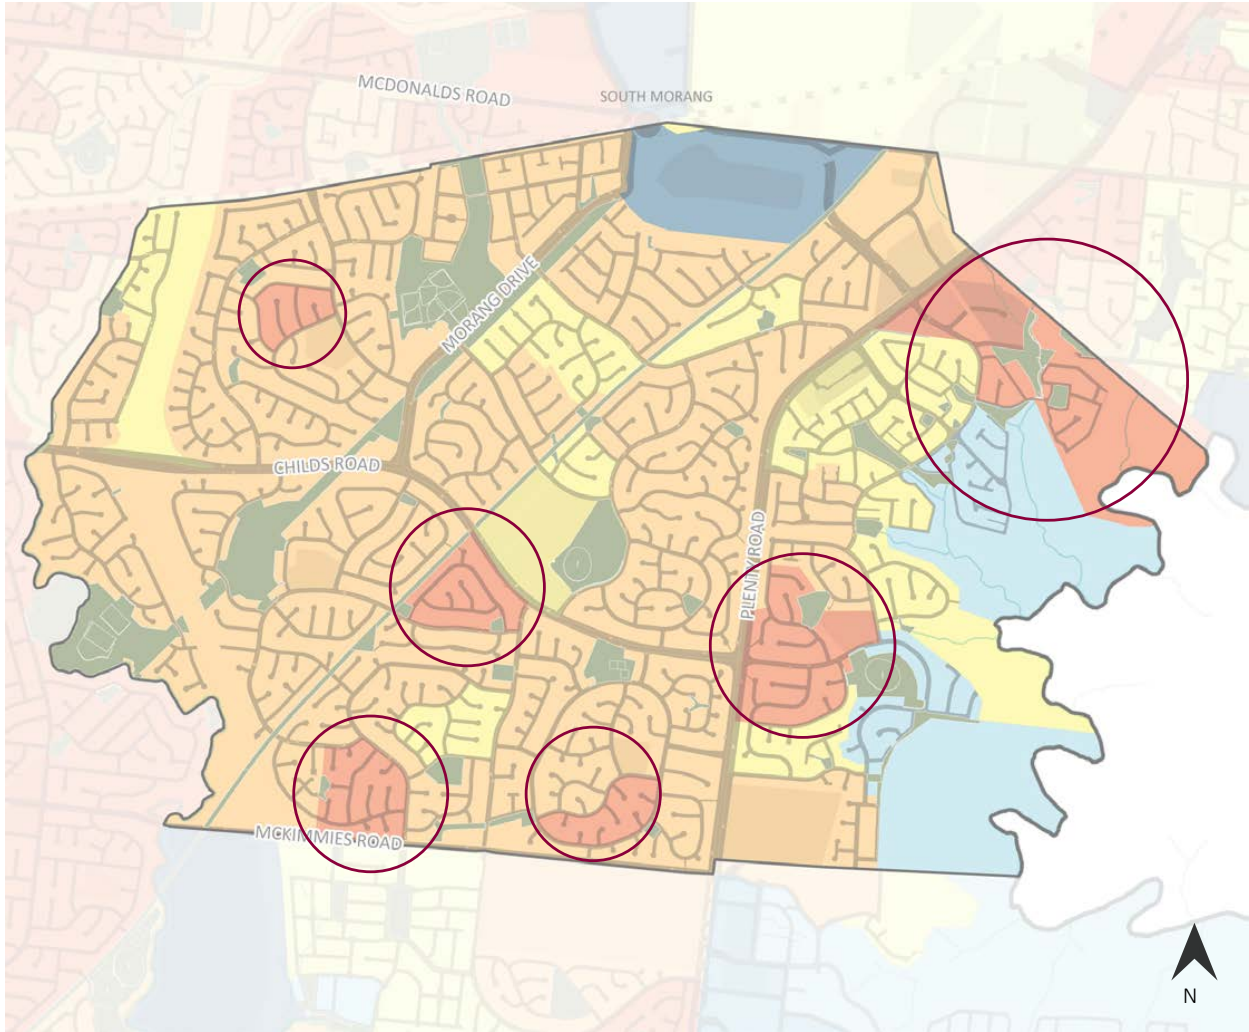 MCDONALDS ROAD
SOUTH MORANG
MORANG DRIVE
CHILDS ROAD
PLENTY ROAD
MCKIMMIES ROAD
N